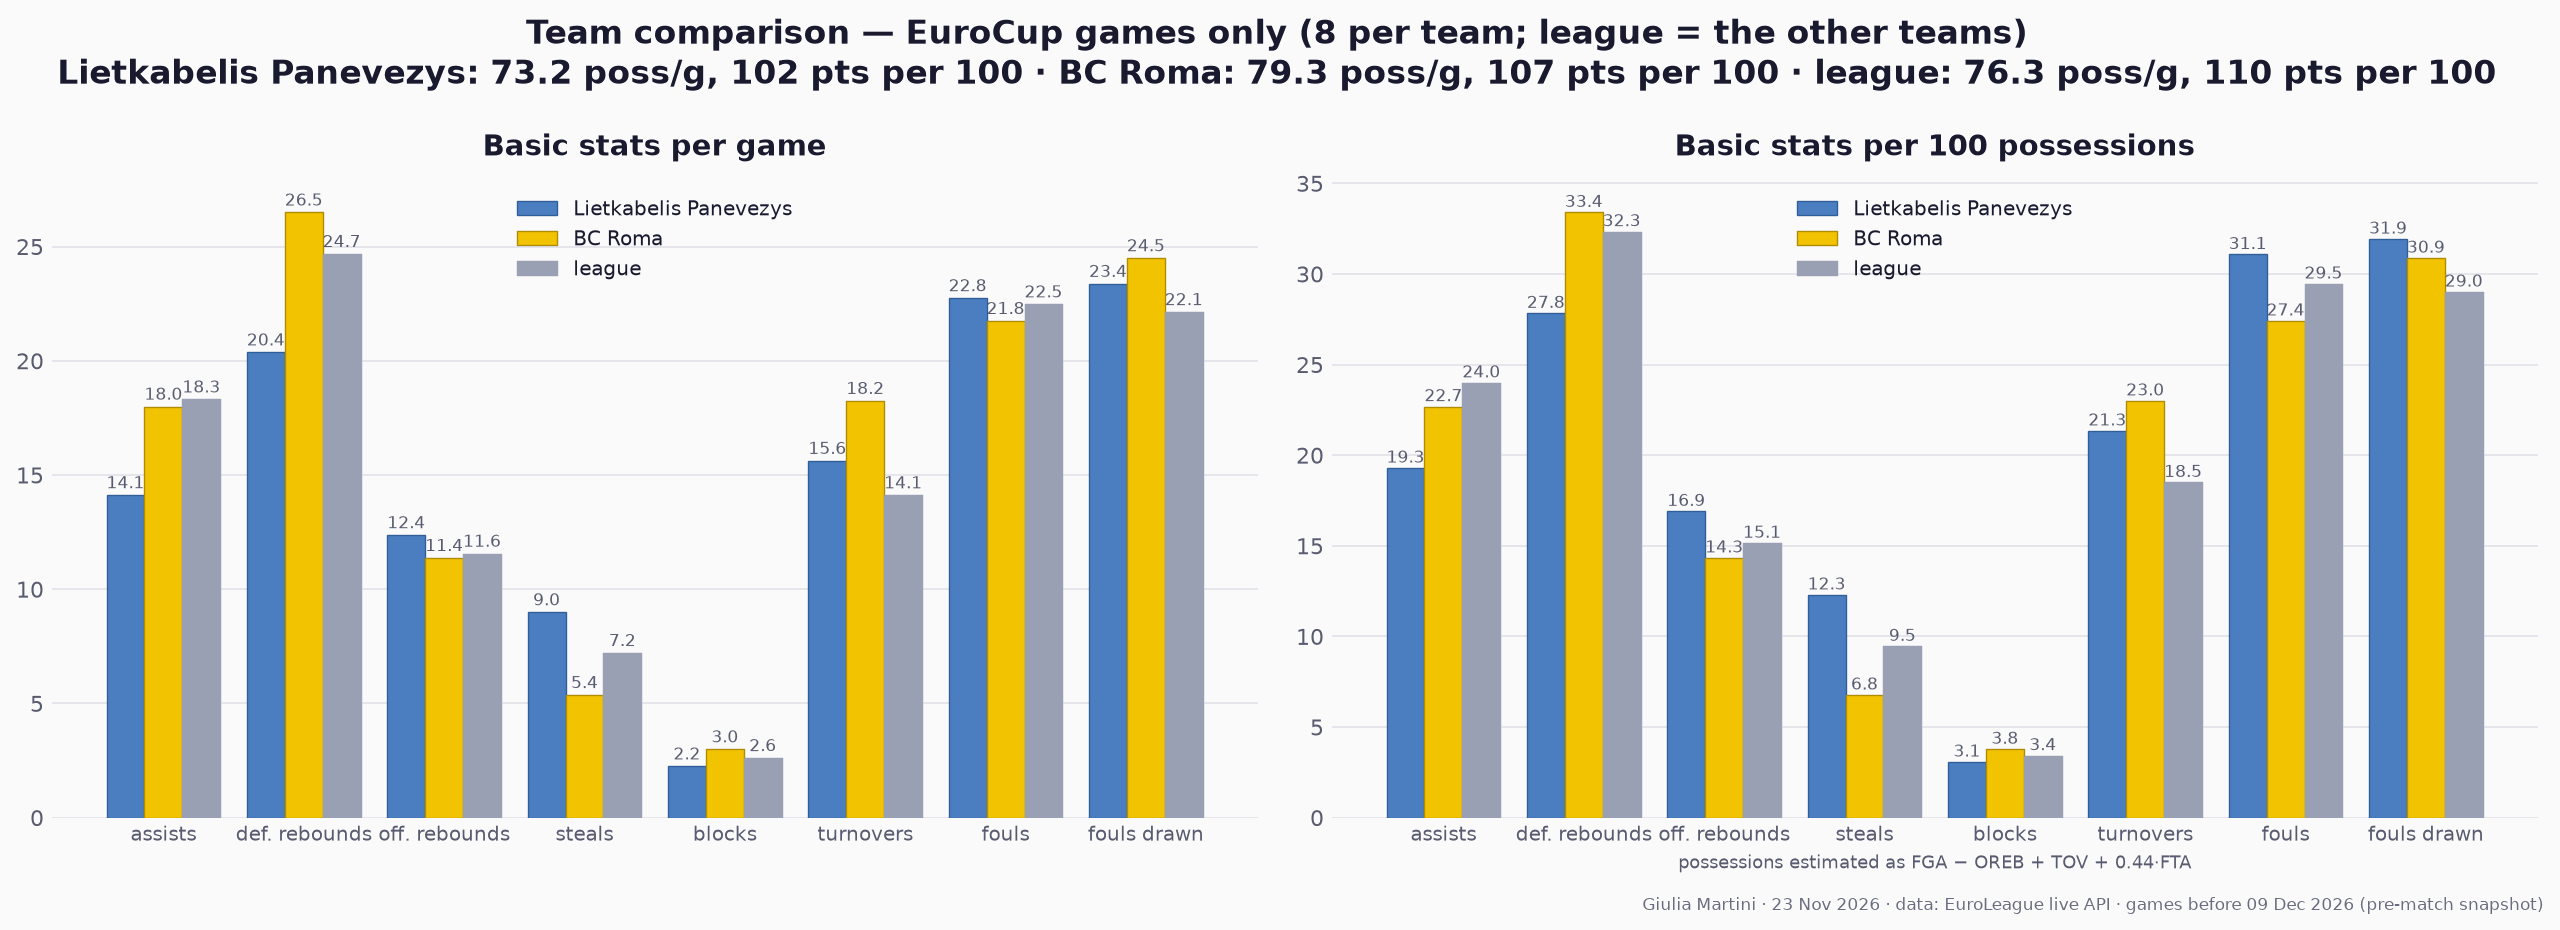 Team comparison — EuroCup games only (8 per team; league = the other teams)
Lietkabelis Panevezys: 73.2 poss/g, 102 pts per 100 · BC Roma: 79.3 poss/g, 107 pts per 100 · league: 76.3 poss/g, 110 pts per 100
Basic stats per game
Lietkabelis Panevezys
BC Roma
league
25
20
15
10
5
0
14.1 18.0 18.3
20.4 26.5 24.7
12.4 11.4 11.6
9.0 5.4 7.2
2.2 3.0 2.6
15.6 18.2 14.1
22.8 21.8 22.5
23.4 24.5 22.1
assists def. rebounds off. rebounds steals blocks turnovers fouls fouls drawn
Basic stats per 100 possessions
Lietkabelis Panevezys
BC Roma
league
35
30
25
20
15
10
5
0
19.3 22.7 24.0
27.8 33.4 32.3
16.9 14.3 15.1
12.3 6.8 9.5
3.1 3.8 3.4
21.3 23.0 18.5
31.1 27.4 29.5
31.9 30.9 29.0
assists def. rebounds off. rebounds steals blocks turnovers fouls fouls drawn
possessions estimated as FGA − OREB + TOV + 0.44·FTA
Giulia Martini · 23 Nov 2026 · data: EuroLeague live API · games before 09 Dec 2026 (pre-match snapshot)